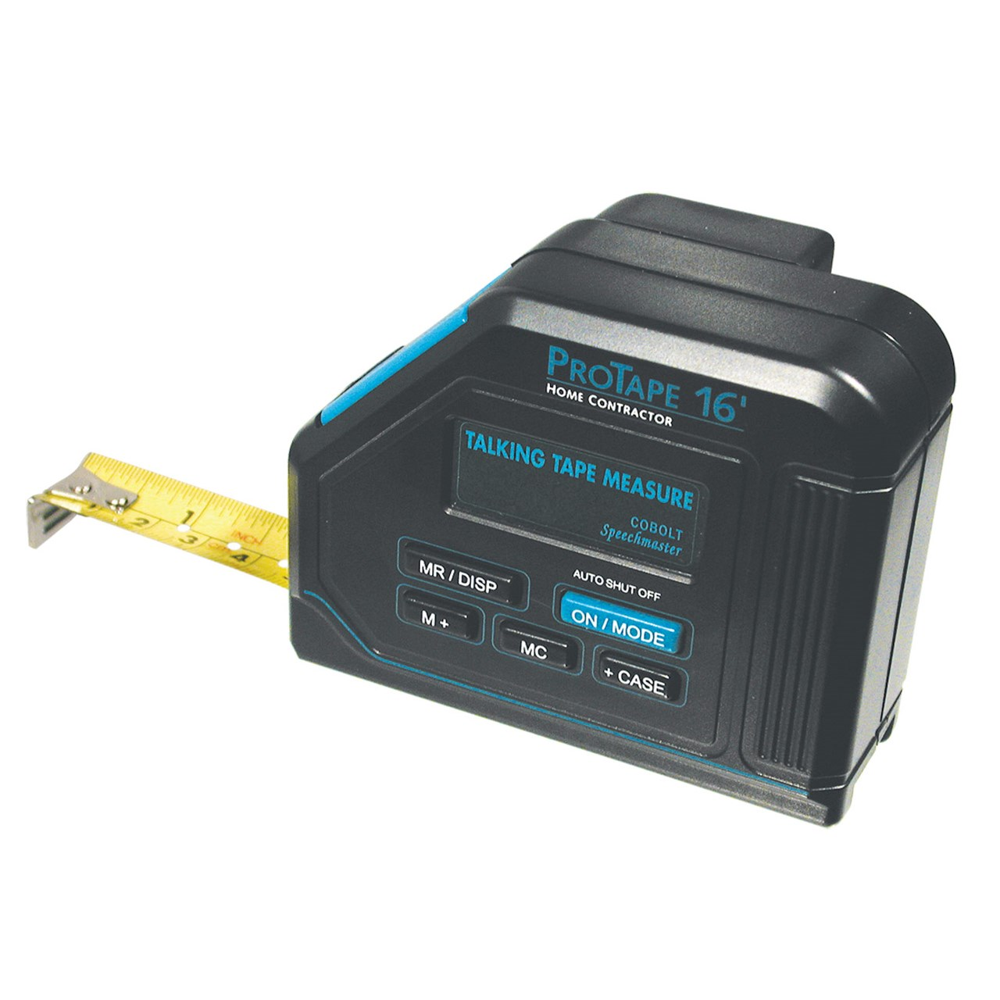 PROTAPE 16'
HOME CONTRACTOR
TALKING TAPE MEASURE
COBOLT
Speechmaster
MR / DISP
AUTO SHUT OFF
ON / MODE
M +
MC
+ CASE
1
INCH
2
3
4